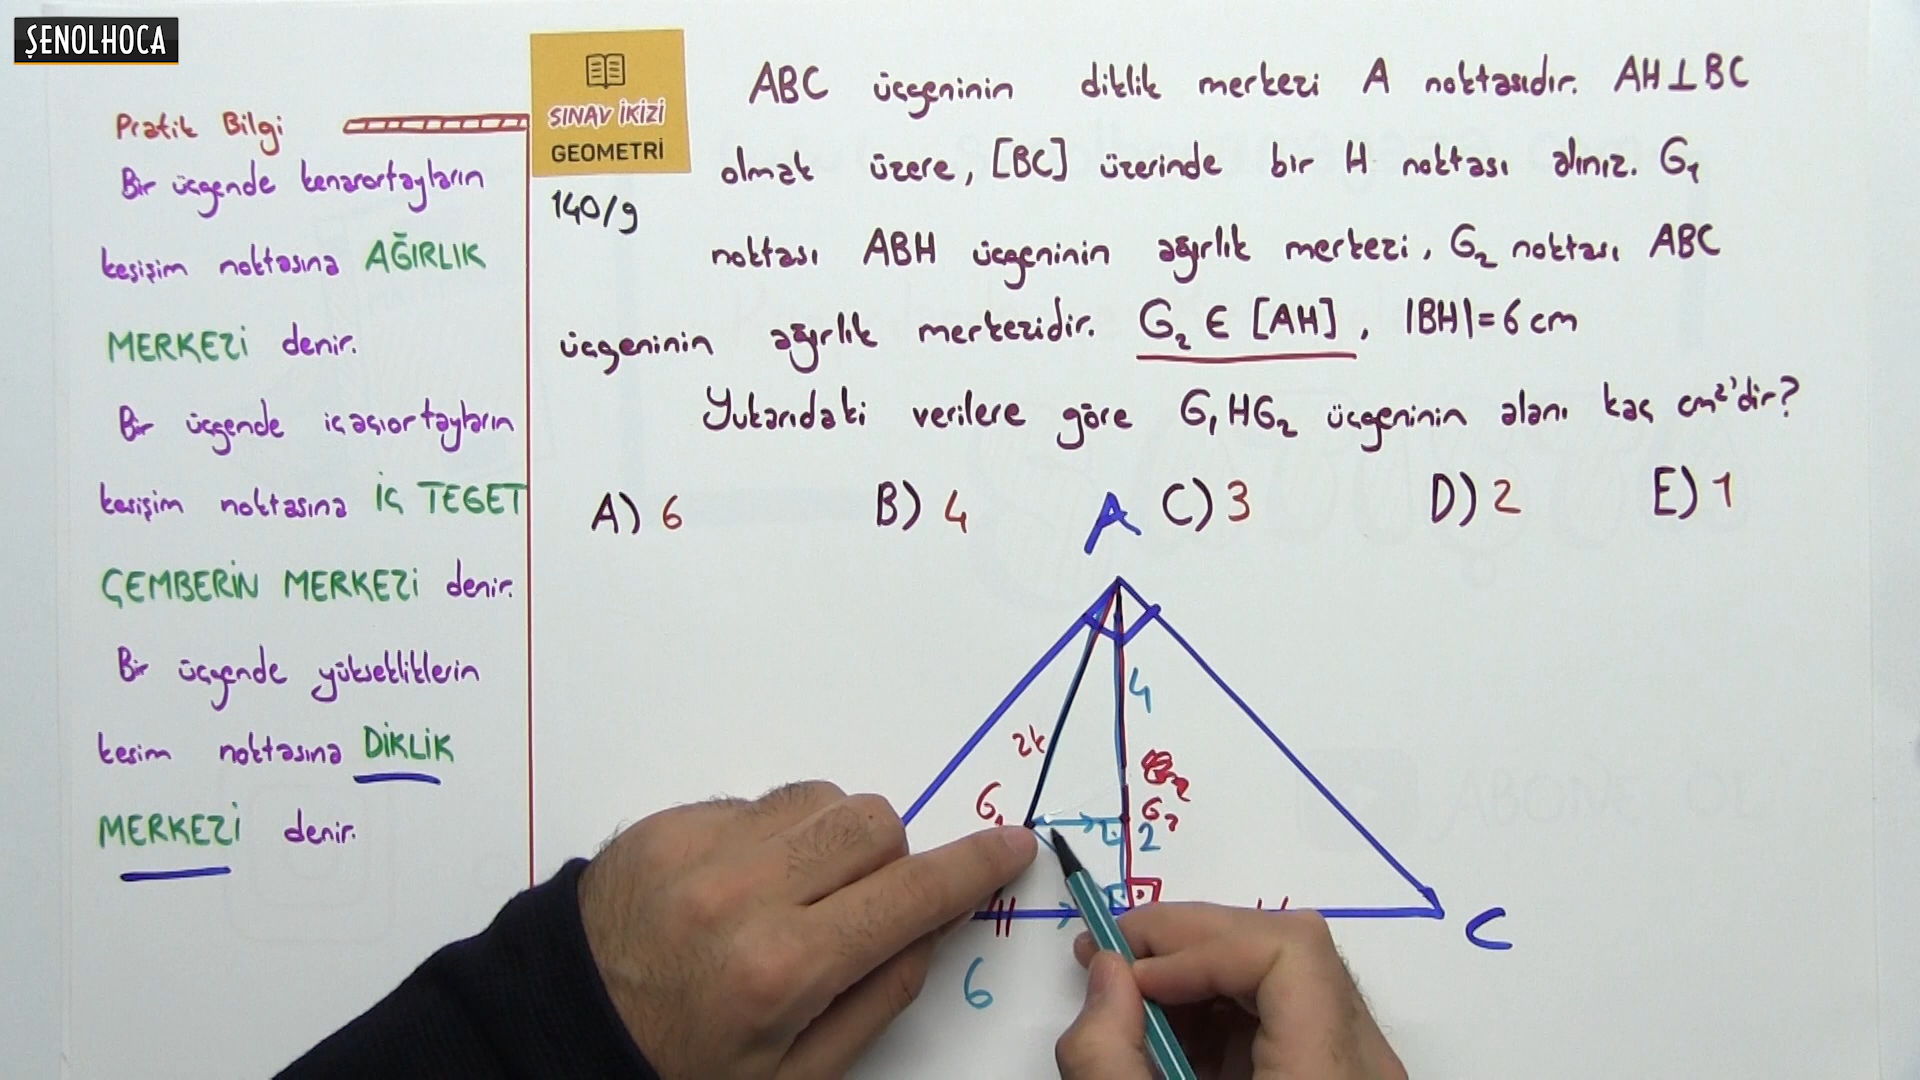 ŞENOLHOCA
Pratik Bilgi
Bir üçgende kenarortayların
kesişim noktasına AĞIRLIK
MERKEZİ denir.
Bir üçgende içaçıortayların
kesişim noktasına İÇ TEĞET
ÇEMBERİN MERKEZİ denir.
Bir üçgende yüksekliklerin
kesim noktasına DİKLİK
MERKEZİ denir.
SINAV İKİZİ
GEOMETRİ
140/9
ABC üçgeninin diklik merkezi A noktasıdır. AH⊥BC
olmak üzere, [BC] üzerinde bir H noktası alınız. G₁
noktası ABH üçgeninin ağırlık merkezi, G₂ noktası ABC
üçgeninin ağırlık merkezidir. G₂ ∈ [AH], |BH|=6 cm
Yukarıdaki verilere göre G₁HG₂ üçgeninin alanı kaç cm²'dir?
A) 6 B) 4 C) 3 D) 2 E) 1
A
4
2k
G₁
G₂
2
2
C
6